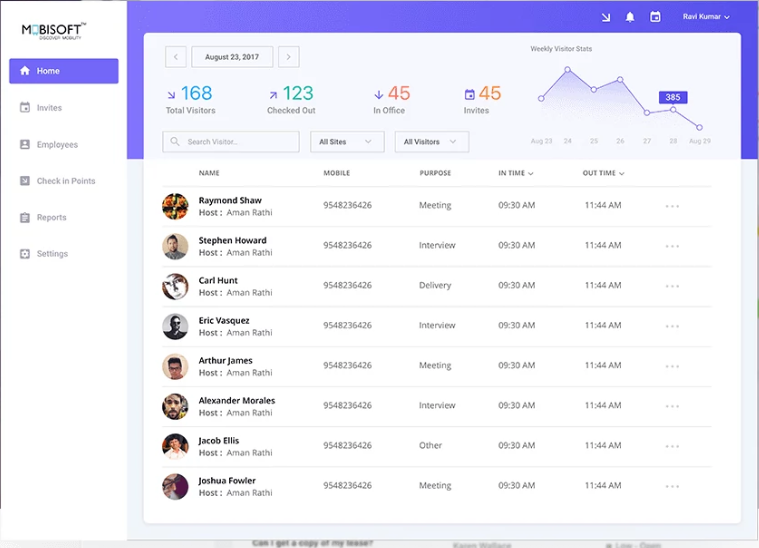 MOBISOFT™
DISCOVER MOBILITY
Home
Invites
Employees
Check in Points
Reports
Settings
Ravi Kumar
August 23, 2017
168
Total Visitors
123
Checked Out
45
In Office
45
Invites
Weekly Visitor Stats
385
Aug 23 24 25 26 27 28 Aug 29
Search Visitor..
All Sites
All Visitors
NAME MOBILE PURPOSE IN TIME OUT TIME
Raymond Shaw
Host : Aman Rathi
9548236426 Meeting 09:30 AM 11:44 AM
Stephen Howard
Host : Aman Rathi
9548236426 Interview 09:30 AM 11:44 AM
Carl Hunt
Host : Aman Rathi
9548236426 Delivery 09:30 AM 11:44 AM
Eric Vasquez
Host : Aman Rathi
9548236426 Interview 09:30 AM 11:44 AM
Arthur James
Host : Aman Rathi
9548236426 Meeting 09:30 AM 11:44 AM
Alexander Morales
Host : Aman Rathi
9548236426 Interview 09:30 AM 11:44 AM
Jacob Ellis
Host : Aman Rathi
9548236426 Other 09:30 AM 11:44 AM
Joshua Fowler
Host : Aman Rathi
9548236426 Meeting 09:30 AM 11:44 AM
Can I get a copy of my
Karen Wallace